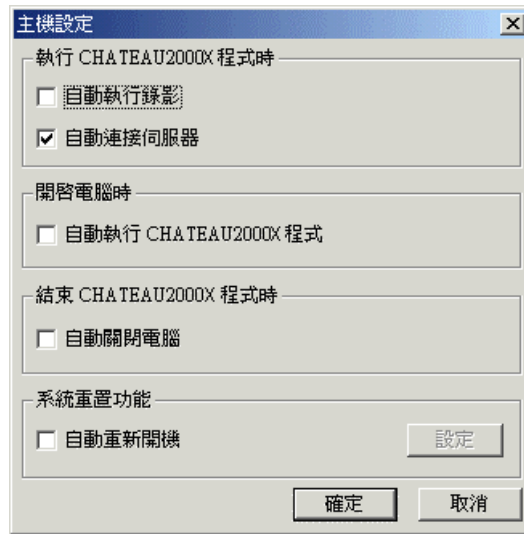 主機設定
執行 CHATEAU2000X 程式時
自動執行錄影
自動連接伺服器
開啓電腦時
自動執行 CHATEAU2000X 程式
結束 CHATEAU2000X 程式時
自動關閉電腦
系統重置功能
自動重新開機
設定
確定
取消